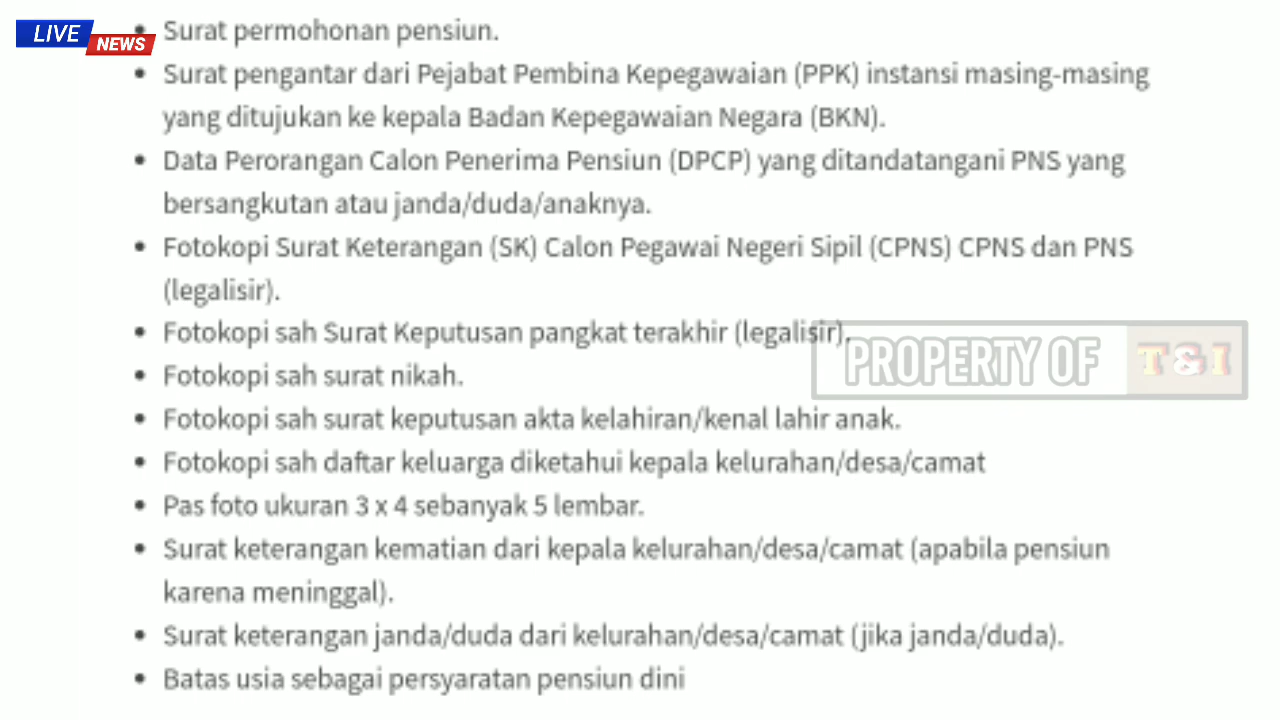 LIVE
NEWS
• Surat permohonan pensiun.
• Surat pengantar dari Pejabat Pembina Kepegawaian (PPK) instansi masing-masing
yang ditujukan ke kepala Badan Kepegawaian Negara (BKN).
• Data Perorangan Calon Penerima Pensiun (DPCP) yang ditandatangani PNS yang
bersangkutan atau janda/duda/anaknya.
• Fotokopi Surat Keterangan (SK) Calon Pegawai Negeri Sipil (CPNS) CPNS dan PNS
(legalisir).
• Fotokopi sah Surat Keputusan pangkat terakhir (legalisir).
PROPERTY OF T&I
• Fotokopi sah surat nikah.
• Fotokopi sah surat keputusan akta kelahiran/kenal lahir anak.
• Fotokopi sah daftar keluarga diketahui kepala kelurahan/desa/camat
• Pas foto ukuran 3 x 4 sebanyak 5 lembar.
• Surat keterangan kematian dari kepala kelurahan/desa/camat (apabila pensiun
karena meninggal).
• Surat keterangan janda/duda dari kelurahan/desa/camat (jika janda/duda).
• Batas usia sebagai persyaratan pensiun dini